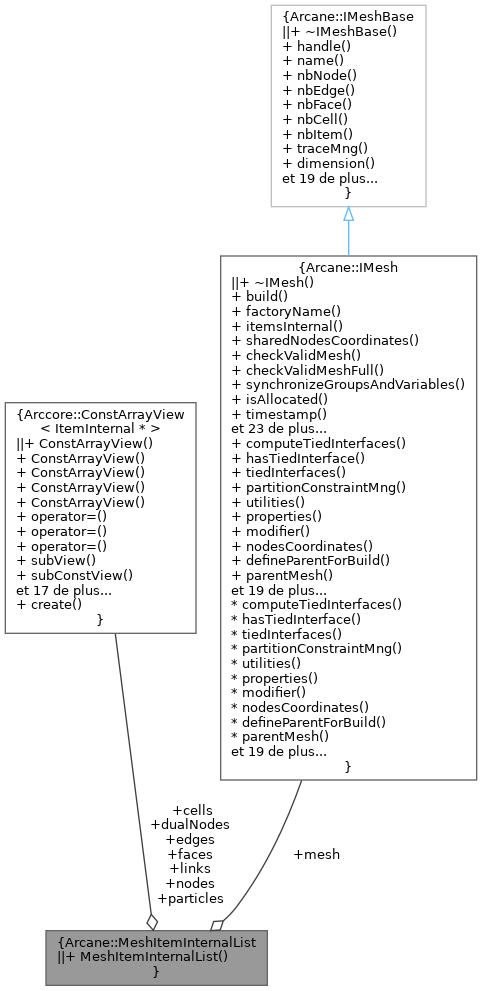 {Arcane::IMeshBase
||+ ~IMeshBase()
+ handle()
+ name()
+ nbNode()
+ nbEdge()
+ nbFace()
+ nbCell()
+ nbItem()
+ traceMng()
+ dimension()
et 19 de plus...
}
{Arcane::IMesh
||+ ~IMesh()
+ build()
+ factoryName()
+ itemsInternal()
+ sharedNodesCoordinates()
+ checkValidMesh()
+ checkValidMeshFull()
+ synchronizeGroupsAndVariables()
+ isAllocated()
+ timestamp()
et 23 de plus...
+ computeTiedInterfaces()
+ hasTiedInterface()
+ tiedInterfaces()
+ partitionConstraintMng()
+ utilities()
+ properties()
+ modifier()
+ nodesCoordinates()
+ defineParentForBuild()
+ parentMesh()
et 19 de plus...
* computeTiedInterfaces()
* hasTiedInterface()
* tiedInterfaces()
* partitionConstraintMng()
* utilities()
* properties()
* modifier()
* nodesCoordinates()
* defineParentForBuild()
* parentMesh()
et 19 de plus...
}
{Arccore::ConstArrayView
< ItemInternal * >
||+ ConstArrayView()
+ ConstArrayView()
+ ConstArrayView()
+ ConstArrayView()
+ ConstArrayView()
+ operator=()
+ operator=()
+ operator=()
+ subView()
+ subConstView()
et 17 de plus...
+ create()
}
+cells
+dualNodes
+edges
+faces
+links
+nodes
+particles
+mesh
{Arcane::MeshItemInternalList
||+ MeshItemInternalList()
}